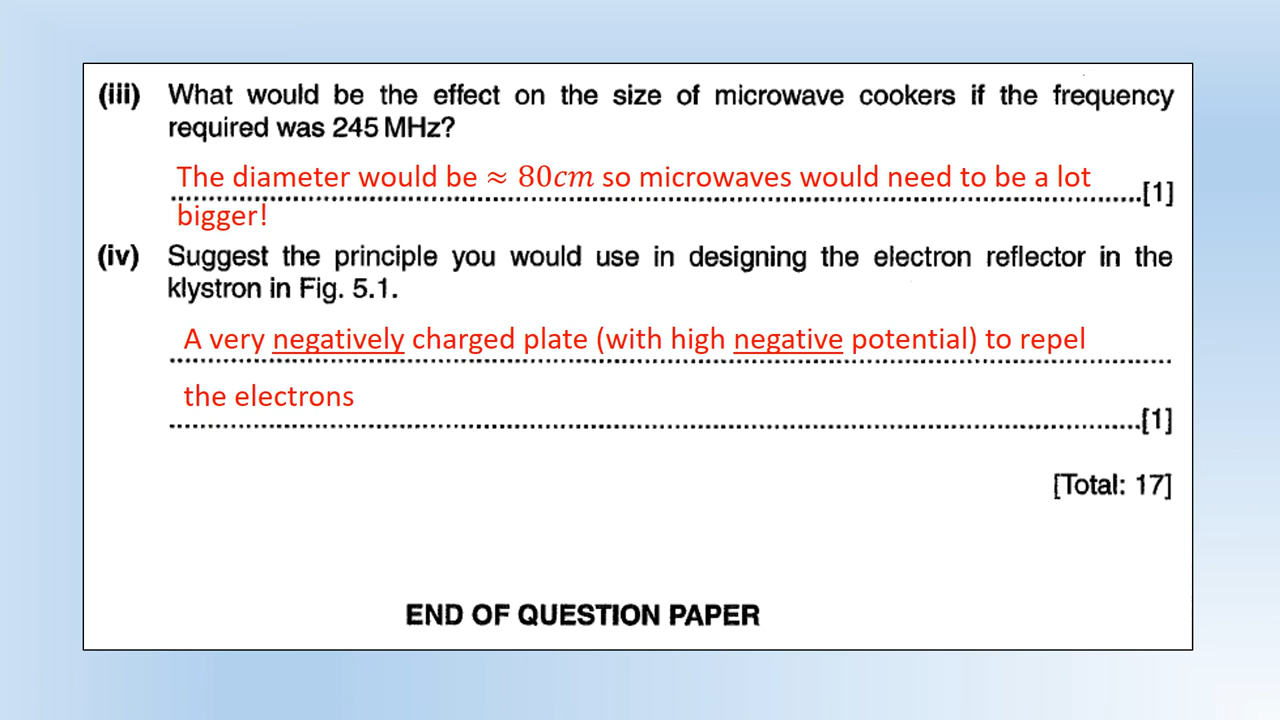 (iii) What would be the effect on the size of microwave cookers if the frequency
required was 245 MHz?
The diameter would be ≈ 80cm so microwaves would need to be a lot
[1]
bigger!
(iv) Suggest the principle you would use in designing the electron reflector in the
klystron in Fig. 5.1.
A very negatively charged plate (with high negative potential) to repel
the electrons
[1]
[Total: 17]
END OF QUESTION PAPER